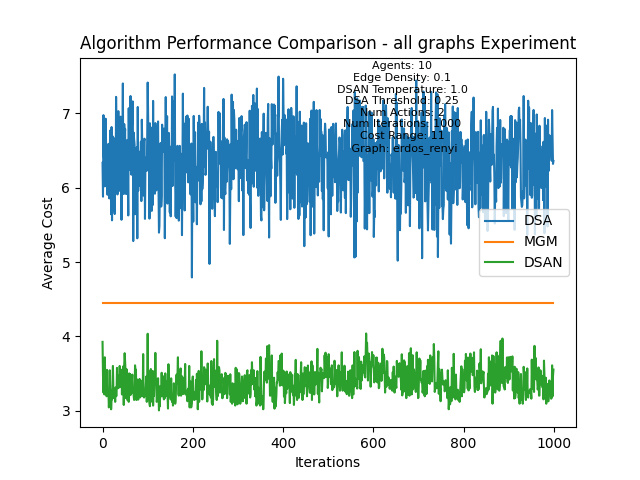 Algorithm Performance Comparison - all graphs Experiment
Agents: 10
Edge Density: 0.1
DSAN Temperature: 1.0
DSA Threshold: 0.25
Num Actions: 2
Num Iterations: 1000
Cost Range: 11
Graph: erdos_renyi
7
6
5
4
3
Average Cost
DSA
MGM
DSAN
0 200 400 600 800 1000
Iterations